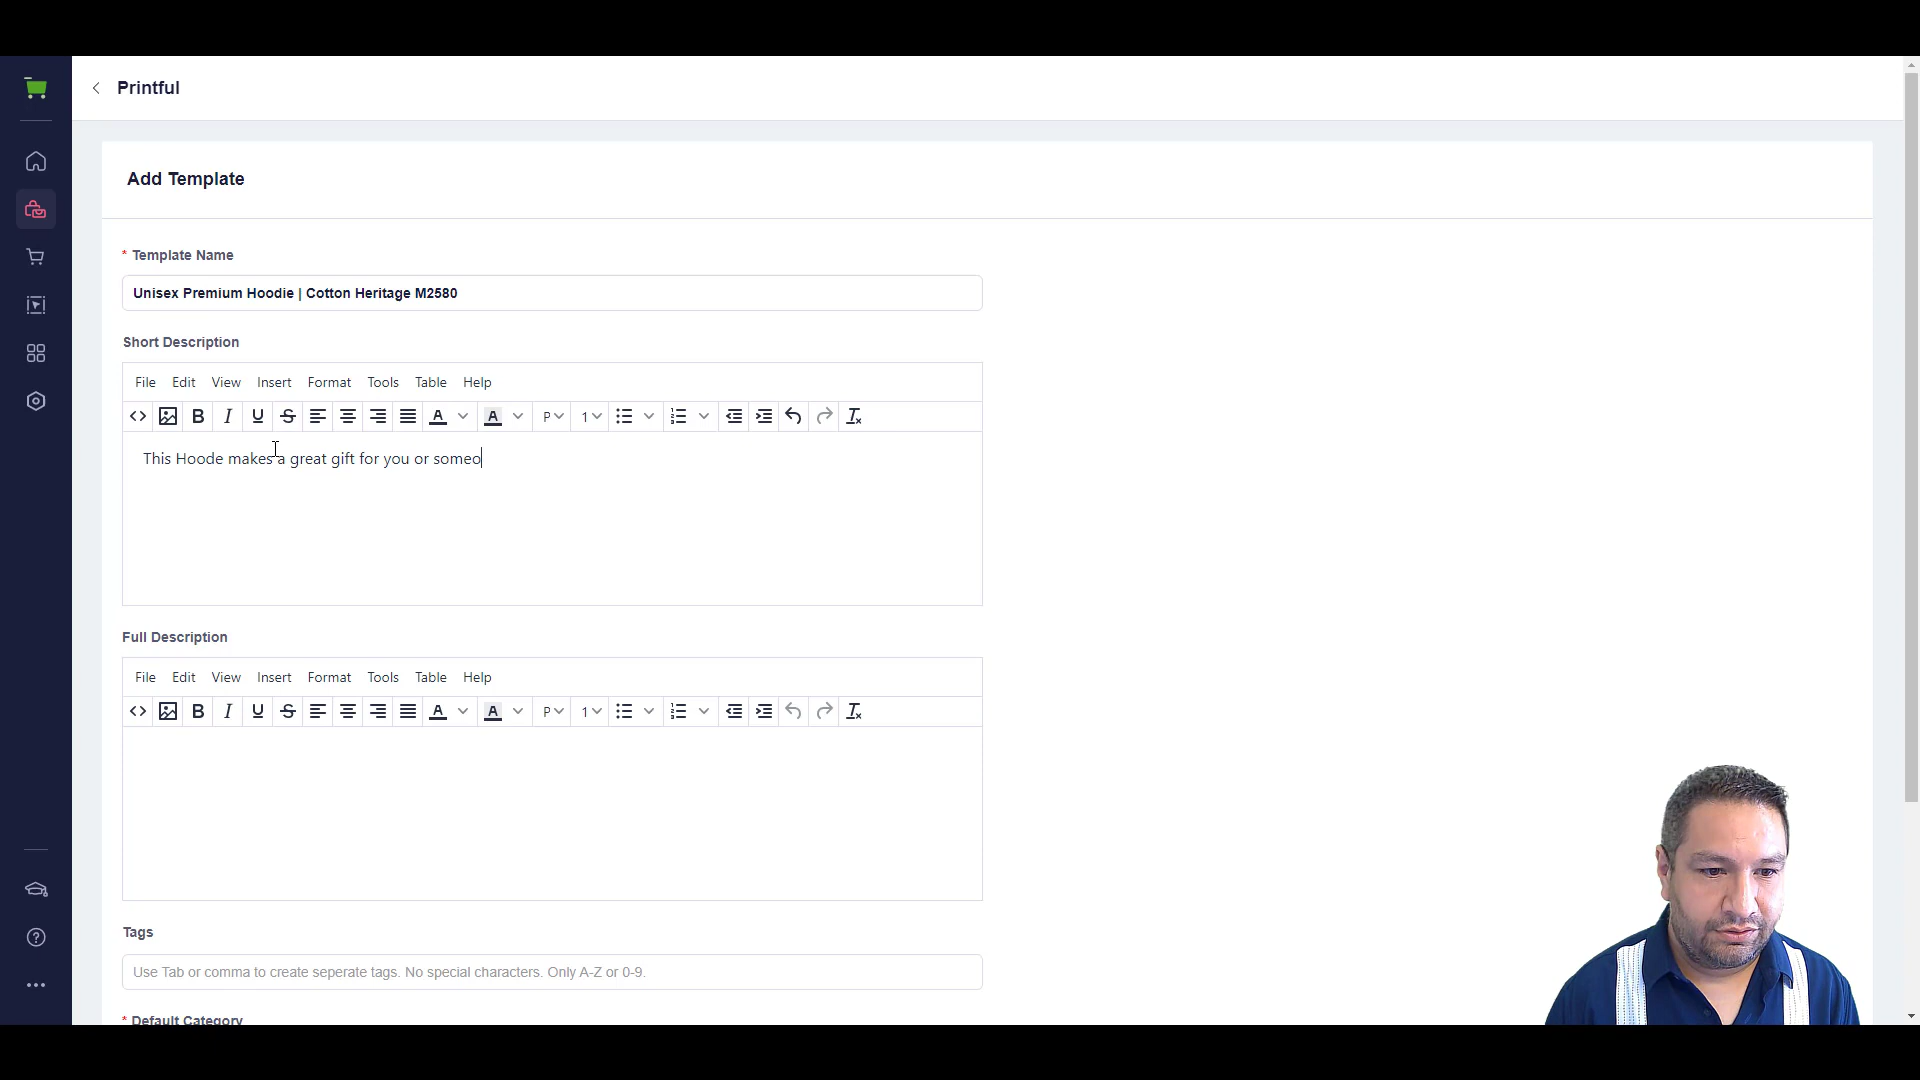 Printful
Add Template
* Template Name
Unisex Premium Hoodie | Cotton Heritage M2580
Short Description
File Edit View Insert Format Tools Table Help
B I U S A A P 1
This Hoode makes a great gift for you or someo
Full Description
File Edit View Insert Format Tools Table Help
B I U S A A P 1
Tags
Use Tab or comma to create seperate tags. No special characters. Only A-Z or 0-9.
* Default Category